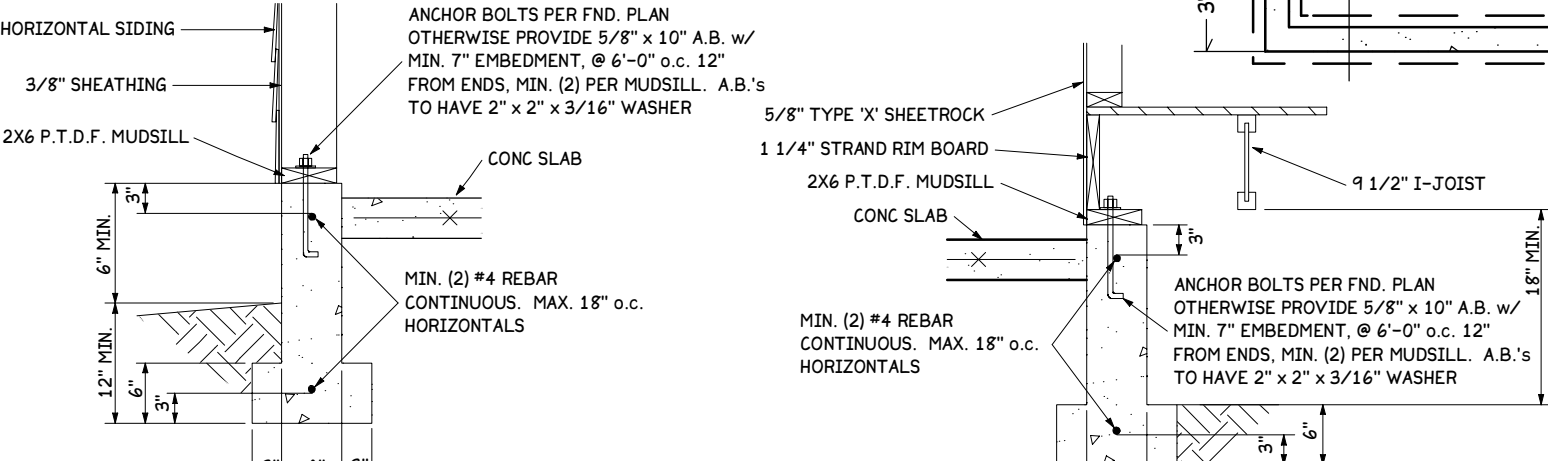 HORIZONTAL SIDING
3/8" SHEATHING
2X6 P.T.D.F. MUDSILL
ANCHOR BOLTS PER FND. PLAN
OTHERWISE PROVIDE 5/8" x 10" A.B. w/
MIN. 7" EMBEDMENT, @ 6'-0" o.c. 12"
FROM ENDS, MIN. (2) PER MUDSILL. A.B.'s
TO HAVE 2" x 2" x 3/16" WASHER
CONC SLAB
3"
6" MIN.
12" MIN.
6"
3"
MIN. (2) #4 REBAR
CONTINUOUS. MAX. 18" o.c.
HORIZONTALS
3"
5/8" TYPE 'X' SHEETROCK
1 1/4" STRAND RIM BOARD
2X6 P.T.D.F. MUDSILL
CONC SLAB
9 1/2" I-JOIST
3"
18" MIN.
MIN. (2) #4 REBAR
CONTINUOUS. MAX. 18" o.c.
HORIZONTALS
ANCHOR BOLTS PER FND. PLAN
OTHERWISE PROVIDE 5/8" x 10" A.B. w/
MIN. 7" EMBEDMENT, @ 6'-0" o.c. 12"
FROM ENDS, MIN. (2) PER MUDSILL. A.B.'s
TO HAVE 2" x 2" x 3/16" WASHER
3"
6"